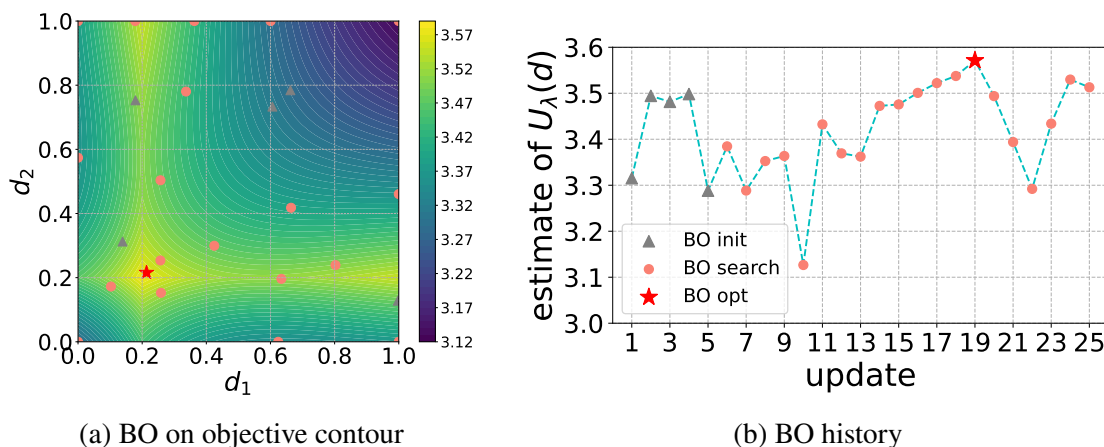 1.0
0.8
0.6
0.4
0.2
0.0
d₂
0.0 0.2 0.4 0.6 0.8 1.0
d₁
3.57
3.52
3.47
3.42
3.37
3.32
3.27
3.22
3.17
3.12
(a) BO on objective contour
3.6
3.5
3.4
3.3
3.2
3.1
3.0
estimate of U_λ(d)
BO init
BO search
BO opt
1 3 5 7 9 11 13 15 17 19 21 23 25
update
(b) BO history